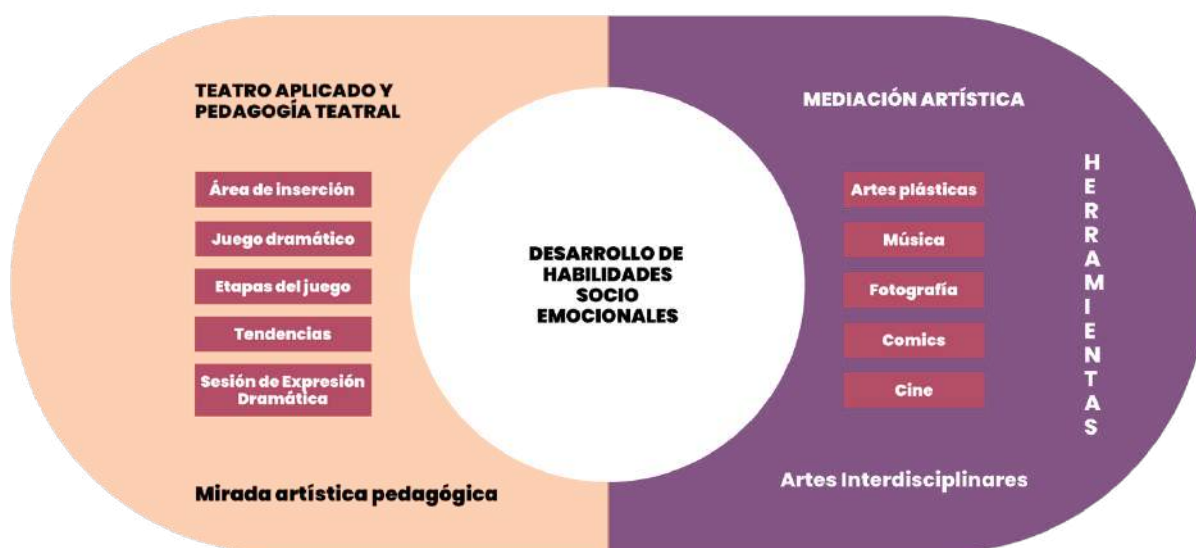 TEATRO APLICADO Y
PEDAGOGÍA TEATRAL
Área de inserción
Juego dramático
Etapas del juego
Tendencias
Sesión de Expresión
Dramática
Mirada artística pedagógica
DESARROLLO DE
HABILIDADES
SOCIO
EMOCIONALES
MEDIACIÓN ARTÍSTICA
Artes plásticas
Música
Fotografía
Comics
Cine
Artes Interdisciplinares
HERRAMIENTAS